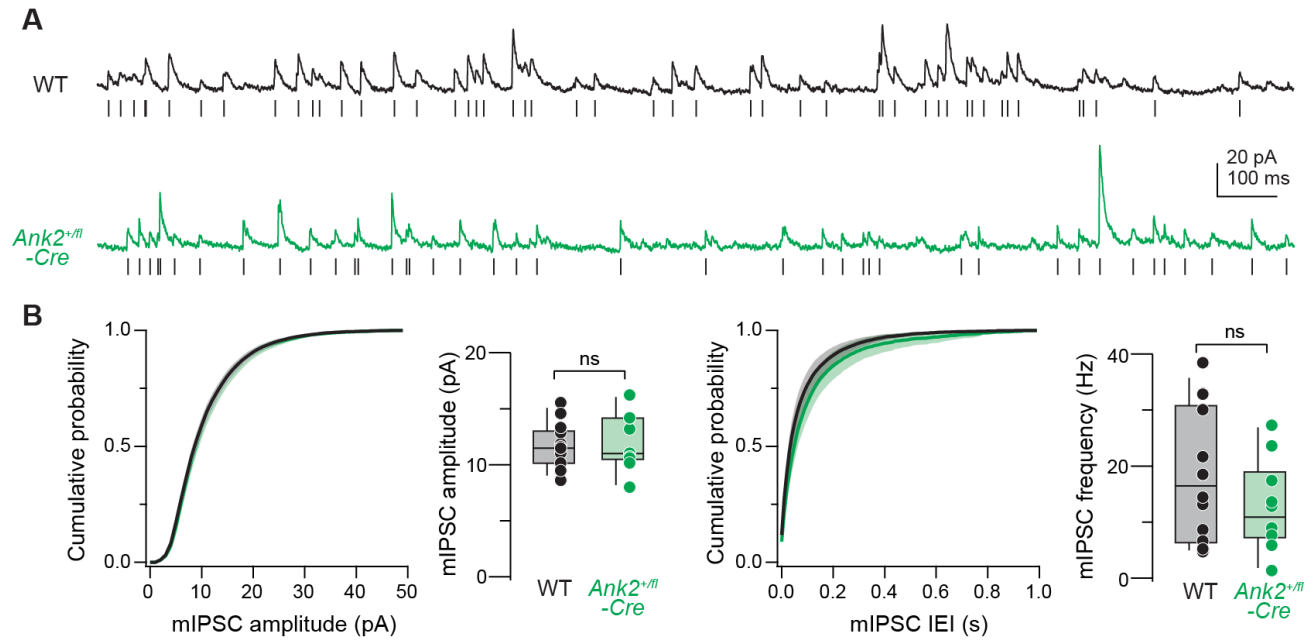 A
WT
20 pA
100 ms
Ank2+/fl
-Cre
B
Cumulative probability
1.0
0.5
0.0
0 10 20 30 40 50
mIPSC amplitude (pA)
mIPSC amplitude (pA)
20
10
0
ns
WT
Ank2+/fl
-Cre
Cumulative probability
1.0
0.5
0.0
0.0 0.2 0.4 0.6 0.8 1.0
mIPSC IEI (s)
mIPSC frequency (Hz)
40
20
0
ns
WT
Ank2+/fl
-Cre